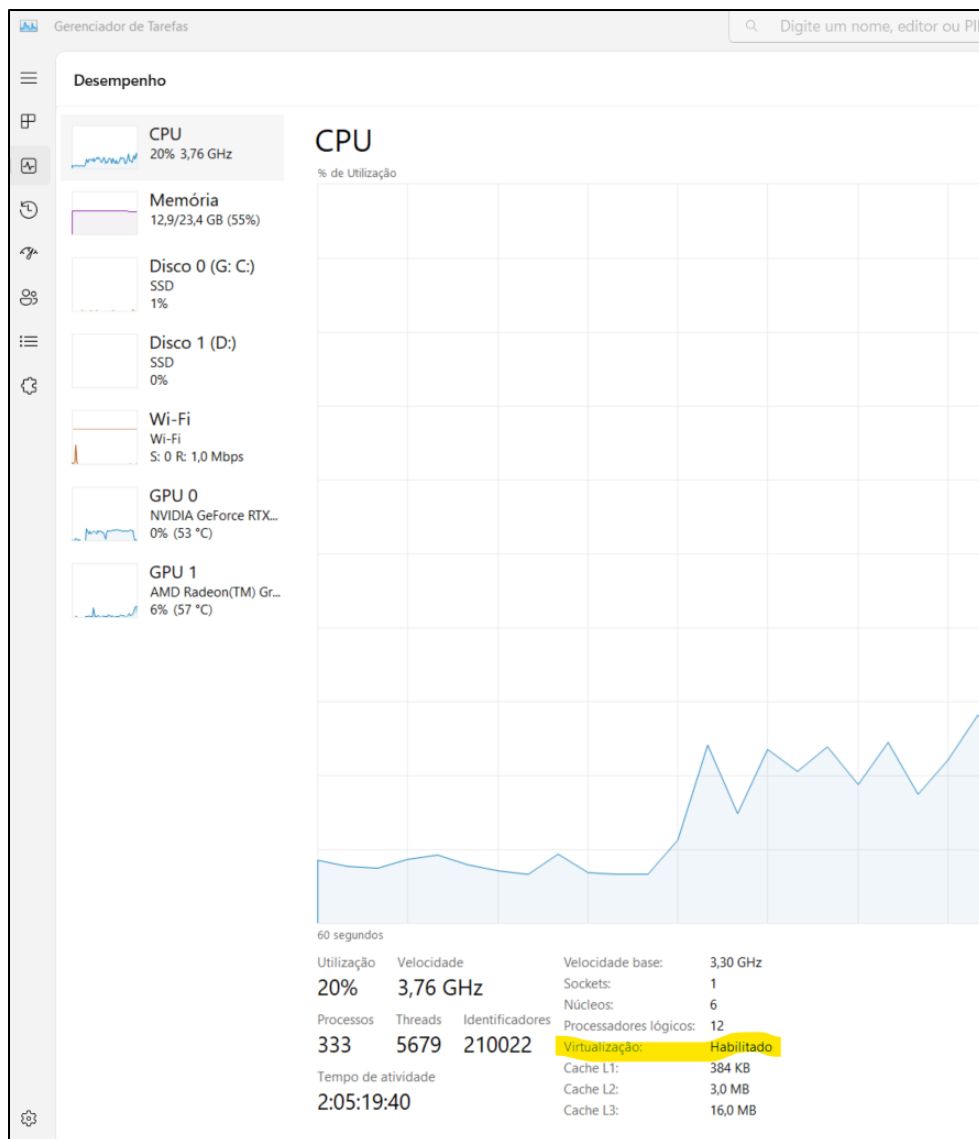 Gerenciador de Tarefas
Digite um nome, editor ou PI
Desempenho
CPU
20% 3,76 GHz
Memória
12,9/23,4 GB (55%)
Disco 0 (G: C:)
SSD
1%
Disco 1 (D:)
SSD
0%
Wi-Fi
Wi-Fi
S: 0 R: 1,0 Mbps
GPU 0
NVIDIA GeForce RTX...
0% (53 °C)
GPU 1
AMD Radeon(TM) Gr...
6% (57 °C)
CPU
% de Utilização
60 segundos
Utilização Velocidade
20% 3,76 GHz
Processos Threads Identificadores
333 5679 210022
Tempo de atividade
2:05:19:40
Velocidade base: 3,30 GHz
Sockets: 1
Núcleos: 6
Processadores lógicos: 12
Virtualização: Habilitado
Cache L1: 384 KB
Cache L2: 3,0 MB
Cache L3: 16,0 MB